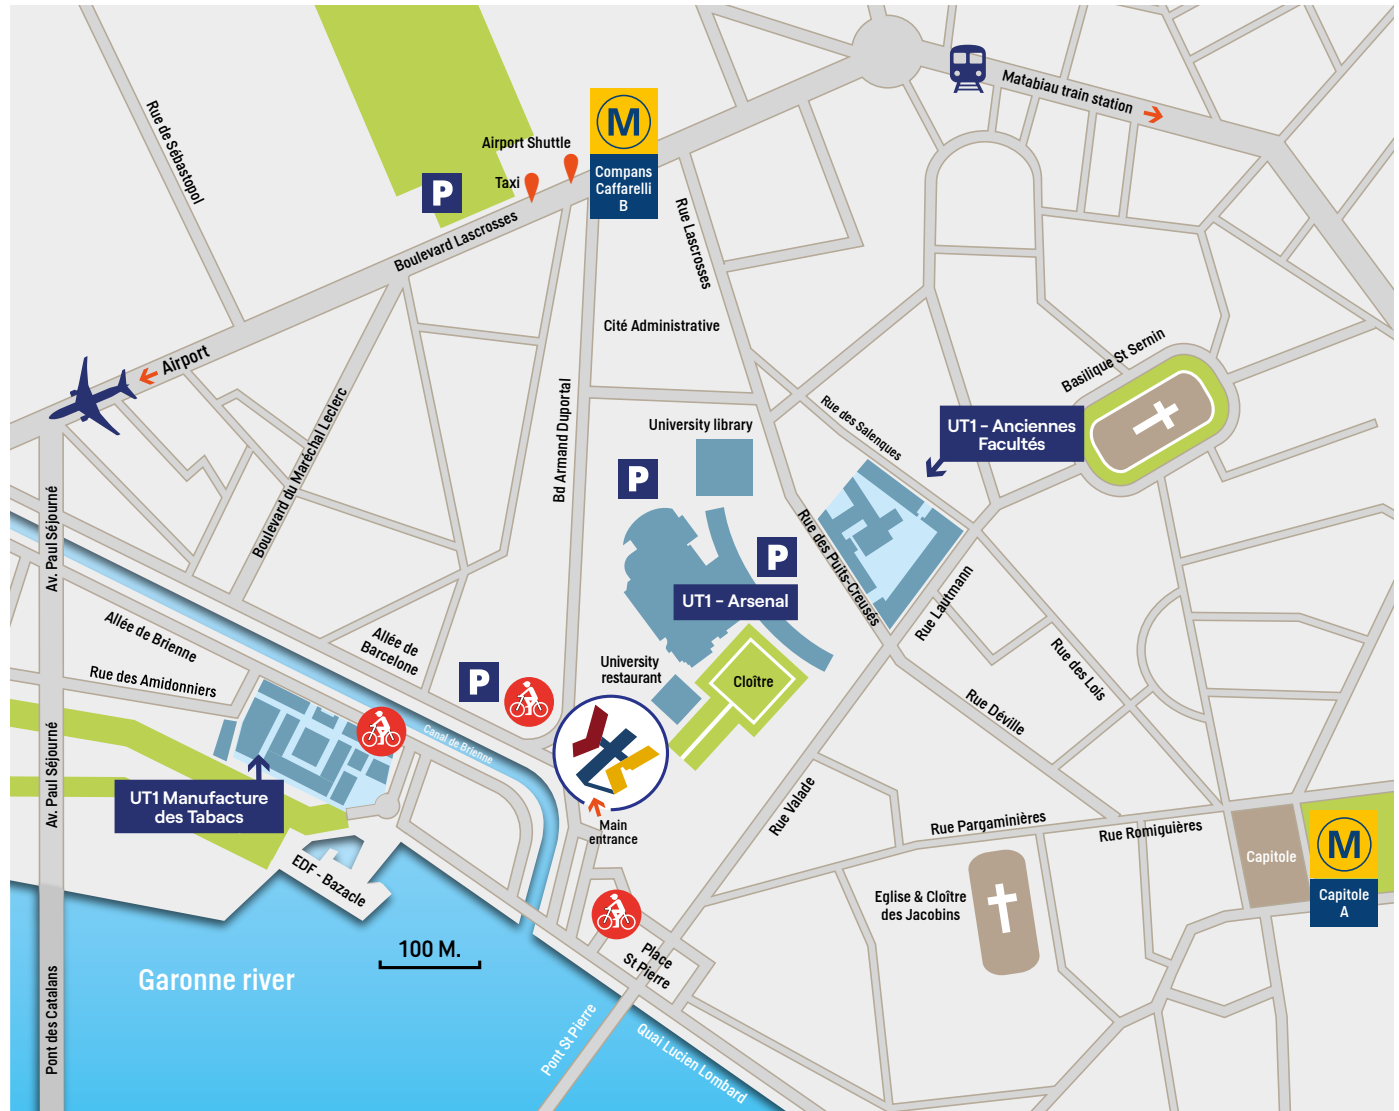 Matabiau train station
Rue de Sébastopol
M
Airport Shuttle
Compans
Caffarelli
B
Taxi
P
Boulevard Lascrosses
Rue Lascrosses
Cité Administrative
Airport
Basilique St Sernin
Boulevard du Maréchal Leclerc
Bd Armand Duportal
University library
Rue des Salenques
UT1 – Anciennes
Facultés
P
Av. Paul Séjourné
Rue des Puits-Creusés
P
UT1 – Arsenal
Rue Lautmann
Allée de Brienne
Allée de
Barcelone
University
restaurant
Cloître
Rue des Lois
Rue des Amidonniers
P
Rue Déville
Canal de Brienne
Av. Paul Séjourné
UT1 Manufacture
des Tabacs
Rue Valade
Main
entrance
Rue Pargaminières
Rue Romiguières
Capitole
M
Capitole
A
EDF - Bazacle
Eglise & Cloître
des Jacobins
100 M.
Place
St Pierre
Garonne river
Pont des Catalans
Pont St Pierre
Quai Lucien Lombard